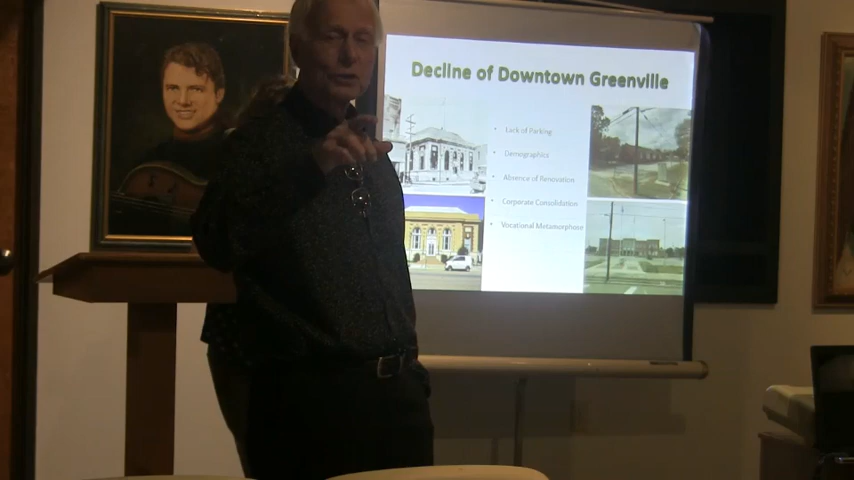 Decline of Downtown Greenville
• Lack of Parking
• Demographics
• Absence of Renovation
• Corporate Consolidation
• Vocational Metamorphose